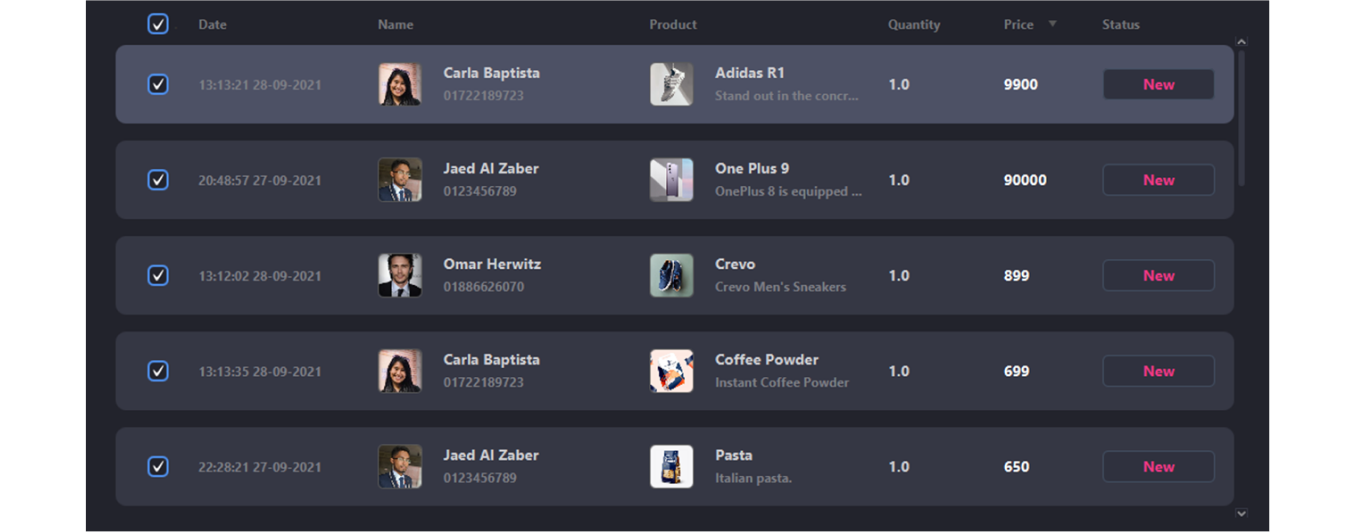 Date Name Product Quantity Price Status
Carla Baptista Adidas R1
13:13:21 28-09-2021 1.0 9900 New
01722189723 Stand out in the concr...
Jaed Al Zaber One Plus 9
20:48:57 27-09-2021 1.0 90000 New
0123456789 OnePlus 8 is equipped ...
Omar Herwitz Crevo
13:12:02 28-09-2021 1.0 899 New
01886626070 Crevo Men's Sneakers
Carla Baptista Coffee Powder
13:13:35 28-09-2021 1.0 699 New
01722189723 Instant Coffee Powder
Jaed Al Zaber Pasta
22:28:21 27-09-2021 1.0 650 New
0123456789 Italian pasta.